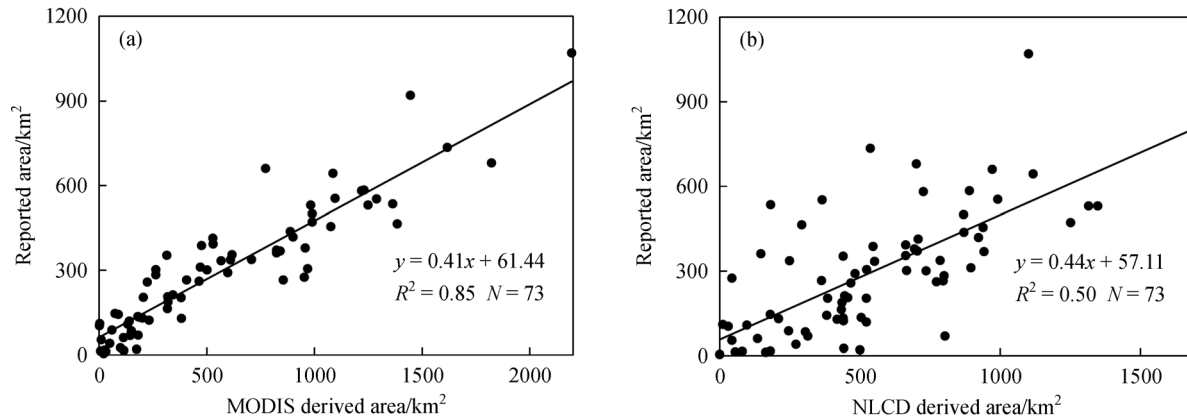 1200
900
600
300
0
Reported area/km²
(a)
y = 0.41x + 61.44
R² = 0.85 N = 73
0
500
1000
1500
2000
MODIS derived area/km²
1200
900
600
300
0
Reported area/km²
(b)
y = 0.44x + 57.11
R² = 0.50 N = 73
0
500
1000
1500
NLCD derived area/km²